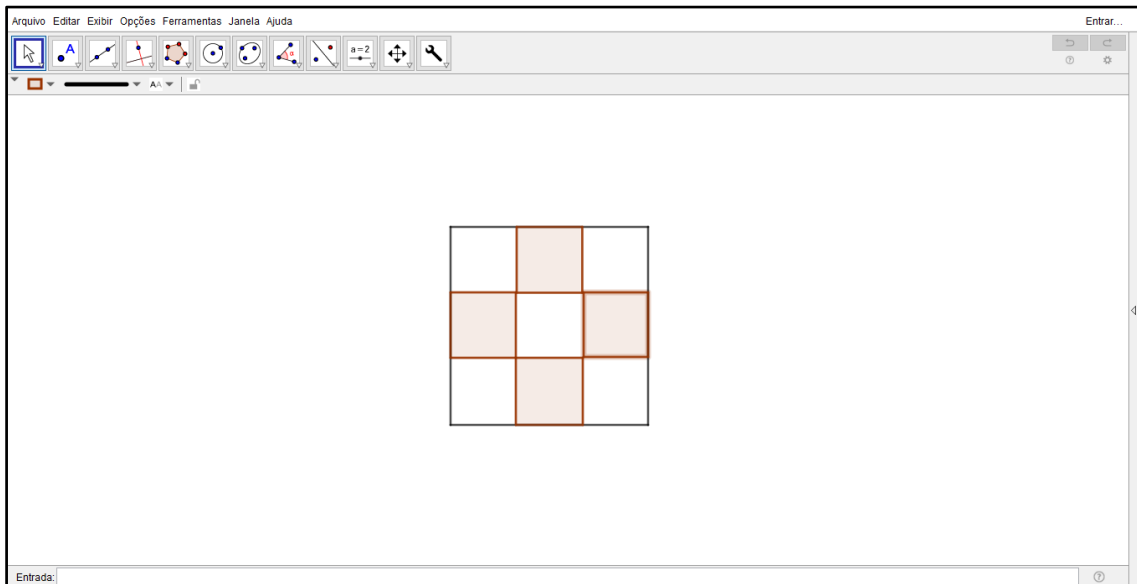 Arquivo Editar Exibir Opções Ferramentas Janela Ajuda Entrar...
A α a=2
AA
Entrada: